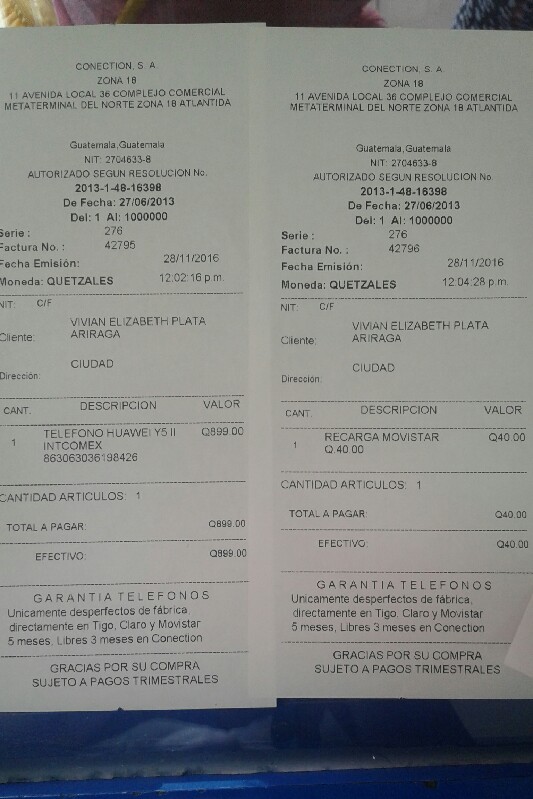 CONECTION, S. A.
ZONA 18
11 AVENIDA LOCAL 36 COMPLEJO COMERCIAL
METATERMINAL DEL NORTE ZONA 18 ATLANTIDA
Guatemala,Guatemala
NIT: 2704633-8
AUTORIZADO SEGUN RESOLUCION No.
2013-1-48-16398
De Fecha: 27/06/2013
Del: 1 Al: 1000000
Serie : 276
Factura No. : 42795
Fecha Emisión: 28/11/2016
Moneda: QUETZALES 12:02:16 p.m.
NIT: C/F
Cliente: VIVIAN ELIZABETH PLATA
ARIRAGA
Dirección: CIUDAD
CANT. DESCRIPCION VALOR
1 TELEFONO HUAWEI Y5 II Q899.00
INTCOMEX
863063036198426
CANTIDAD ARTICULOS: 1
TOTAL A PAGAR: Q899.00
EFECTIVO: Q899.00
GARANTIA TELEFONOS
Unicamente desperfectos de fábrica,
directamente en Tigo, Claro y Movistar
5 meses, Libres 3 meses en Conection
GRACIAS POR SU COMPRA
SUJETO A PAGOS TRIMESTRALES
CONECTION, S. A.
ZONA 18
11 AVENIDA LOCAL 36 COMPLEJO COMERCIAL
METATERMINAL DEL NORTE ZONA 18 ATLANTIDA
Guatemala,Guatemala
NIT: 2704633-8
AUTORIZADO SEGUN RESOLUCION No.
2013-1-48-16398
De Fecha: 27/06/2013
Del: 1 Al: 1000000
Serie : 276
Factura No. : 42796
Fecha Emisión: 28/11/2016
Moneda: QUETZALES 12:04:28 p.m.
NIT: C/F
Cliente: VIVIAN ELIZABETH PLATA
ARIRAGA
Dirección: CIUDAD
CANT. DESCRIPCION VALOR
1 RECARGA MOVISTAR Q40.00
Q.40.00
CANTIDAD ARTICULOS: 1
TOTAL A PAGAR: Q40.00
EFECTIVO: Q40.00
GARANTIA TELEFONOS
Unicamente desperfectos de fábrica,
directamente en Tigo, Claro y Movistar
5 meses, Libres 3 meses en Conection
GRACIAS POR SU COMPRA
SUJETO A PAGOS TRIMESTRALES